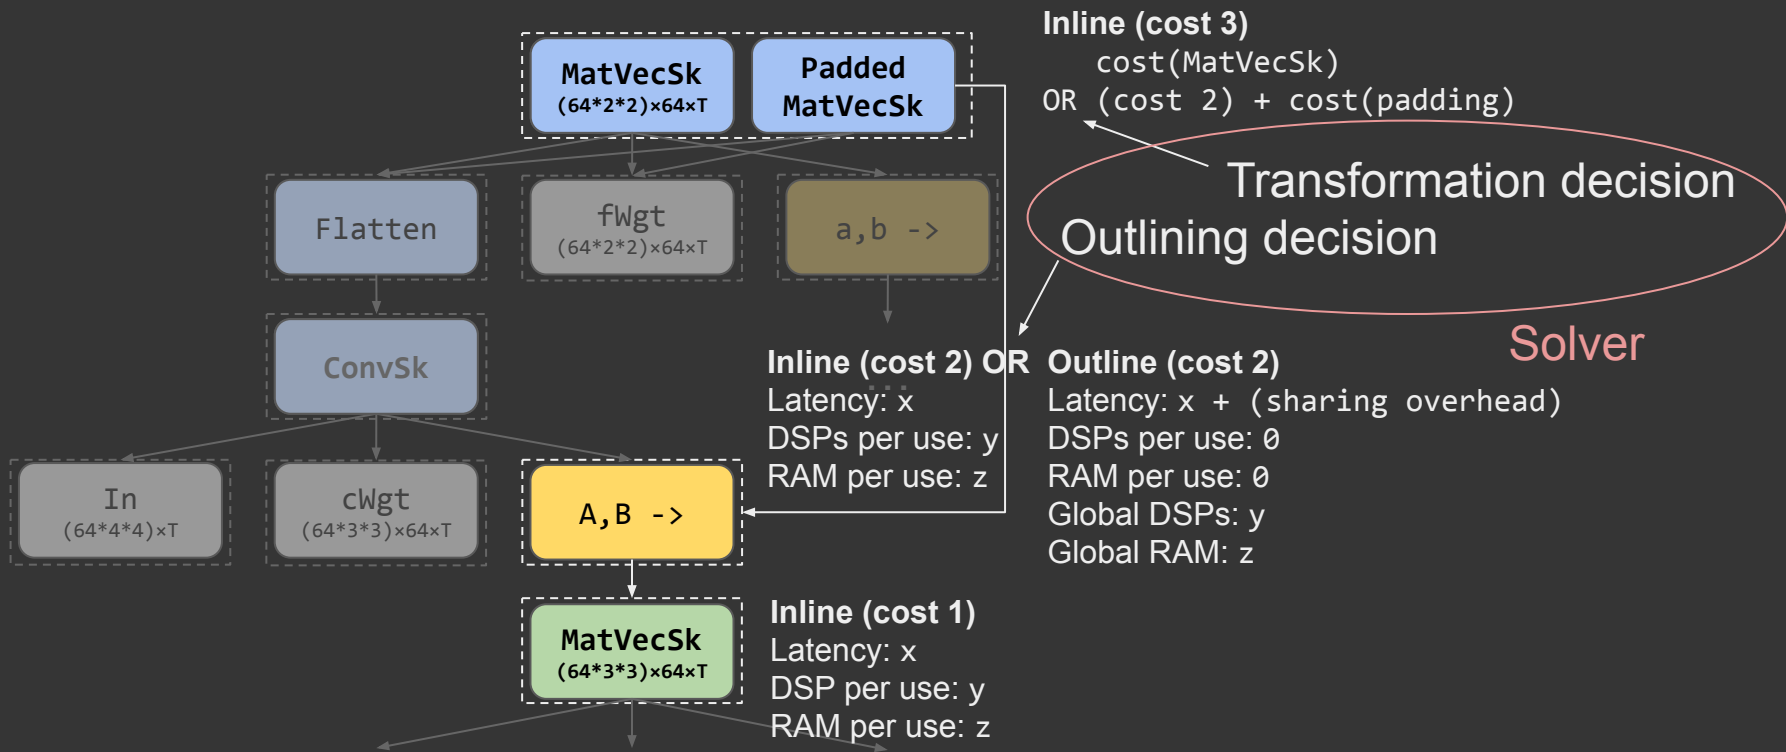 MatVecSk
(64*2*2)×64×T
Padded
MatVecSk
Inline (cost 3)
cost(MatVecSk)
OR (cost 2) + cost(padding)
Transformation decision
Outlining decision
Solver
Flatten
fWgt
(64*2*2)×64×T
a,b ->
ConvSk
...
Inline (cost 2) OR
Latency: x
DSPs per use: y
RAM per use: z
Outline (cost 2)
Latency: x + (sharing overhead)
DSPs per use: 0
RAM per use: 0
Global DSPs: y
Global RAM: z
In
(64*4*4)×T
cWgt
(64*3*3)×64×T
A,B ->
MatVecSk
(64*3*3)×64×T
Inline (cost 1)
Latency: x
DSP per use: y
RAM per use: z